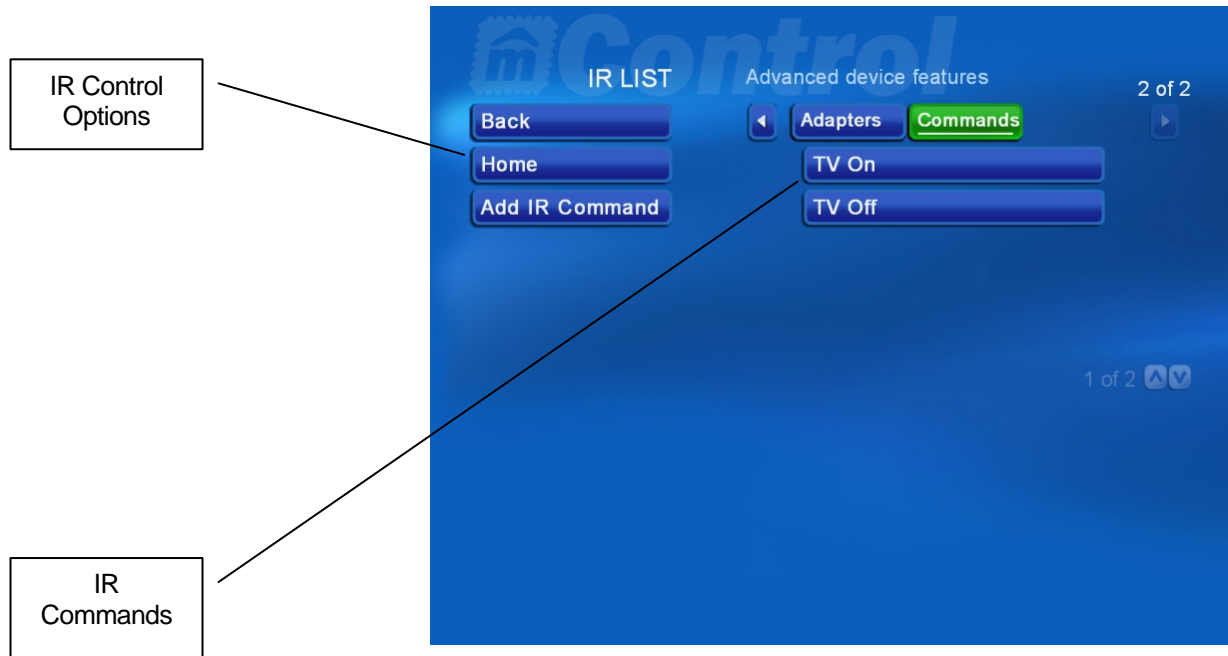 mControl
IR LIST
Advanced device features
2 of 2
IR Control
Options
Back
Adapters
Commands
Home
TV On
Add IR Command
TV Off
1 of 2
IR
Commands